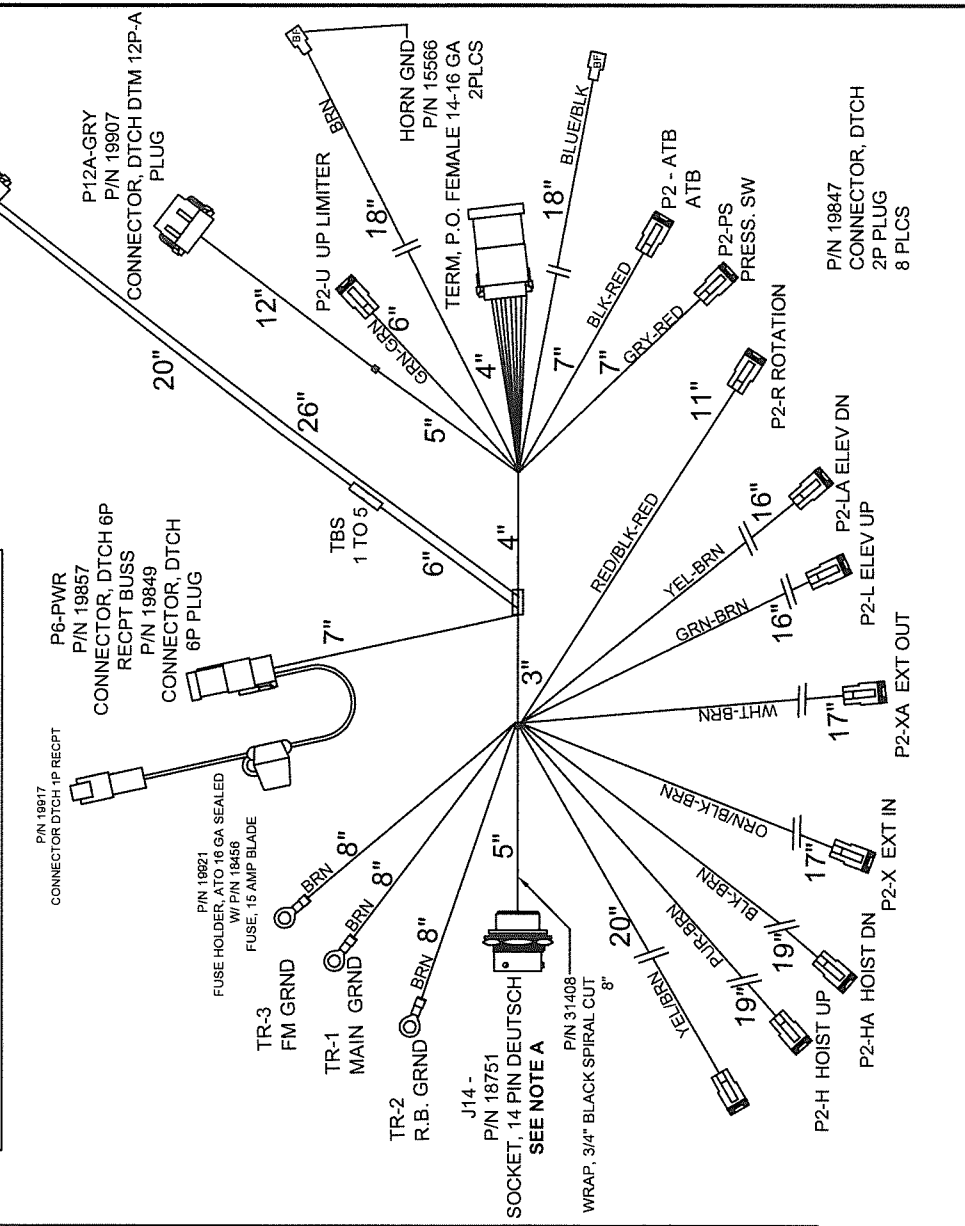 P/N 19917
CONNECTOR DTCH 1P RECPT
P6-PWR
P/N 19857
CONNECTOR, DTCH 6P
RECPT BUSS
P/N 19849
CONNECTOR, DTCH
6P PLUG
P/N 19921
FUSE HOLDER, ATO 16 GA SEALED
W/ P/N 18456
FUSE, 15 AMP BLADE
7"
TBS
1 TO 5
6"
26"
20"
P12A-GRY
P/N 19907
CONNECTOR, DTCH DTM 12P-A
PLUG
12"
5"
P2-U UP LIMITER
GRN-GRN
6"
BF
BRN
18"
HORN GND
P/N 15566
TERM, P.O. FEMALE 14-16 GA
2PLCS
4"
BF
BLUE/BLK
18"
BLK-RED
7"
P2 - ATB
ATB
GRY-RED
7"
P2-PS
PRESS. SW
P/N 19847
CONNECTOR, DTCH
2P PLUG
8 PLCS
4"
3"
RED/BLK-RED
11"
P2-R ROTATION
YEL-BRN
16"
P2-LA ELEV DN
GRN-BRN
16"
P2-L ELEV UP
WHT-BRN
17"
P2-XA EXT OUT
ORN/BLK-BRN
17"
P2-X EXT IN
BLK-BRN
19"
P2-HA HOIST DN
PUR-BRN
19"
P2-H HOIST UP
YEL/BRN
20"
TR-3
FM GRND
BRN
8"
TR-1
MAIN GRND
BRN
8"
TR-2
R.B. GRND
BRN
8"
J14 -
P/N 18751
SOCKET, 14 PIN DEUTSCH
SEE NOTE A
5"
P/N 31408
WRAP, 3/4" BLACK SPIRAL CUT
8"